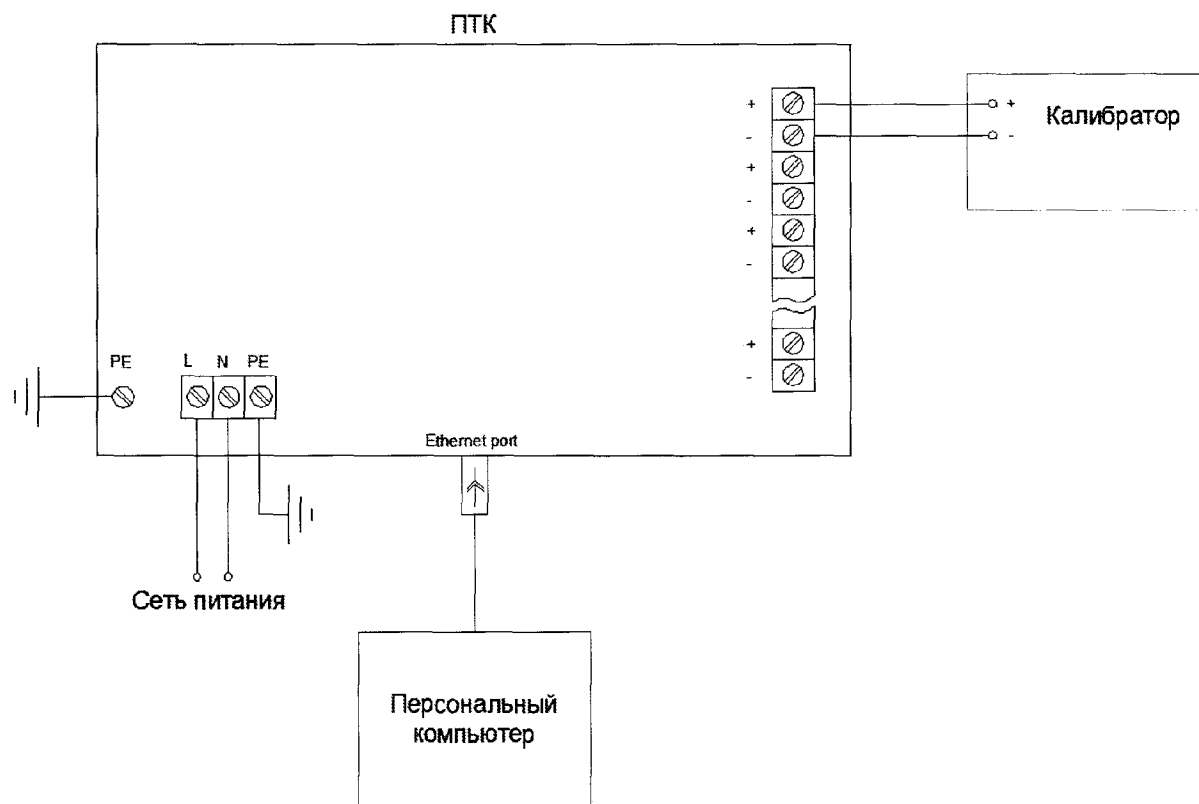 ПТК
+
+
Калибратор
-
-
+
-
+
-
+
-
PE
L N PE
Ethernet port
Сеть питания
Персональный
компьютер